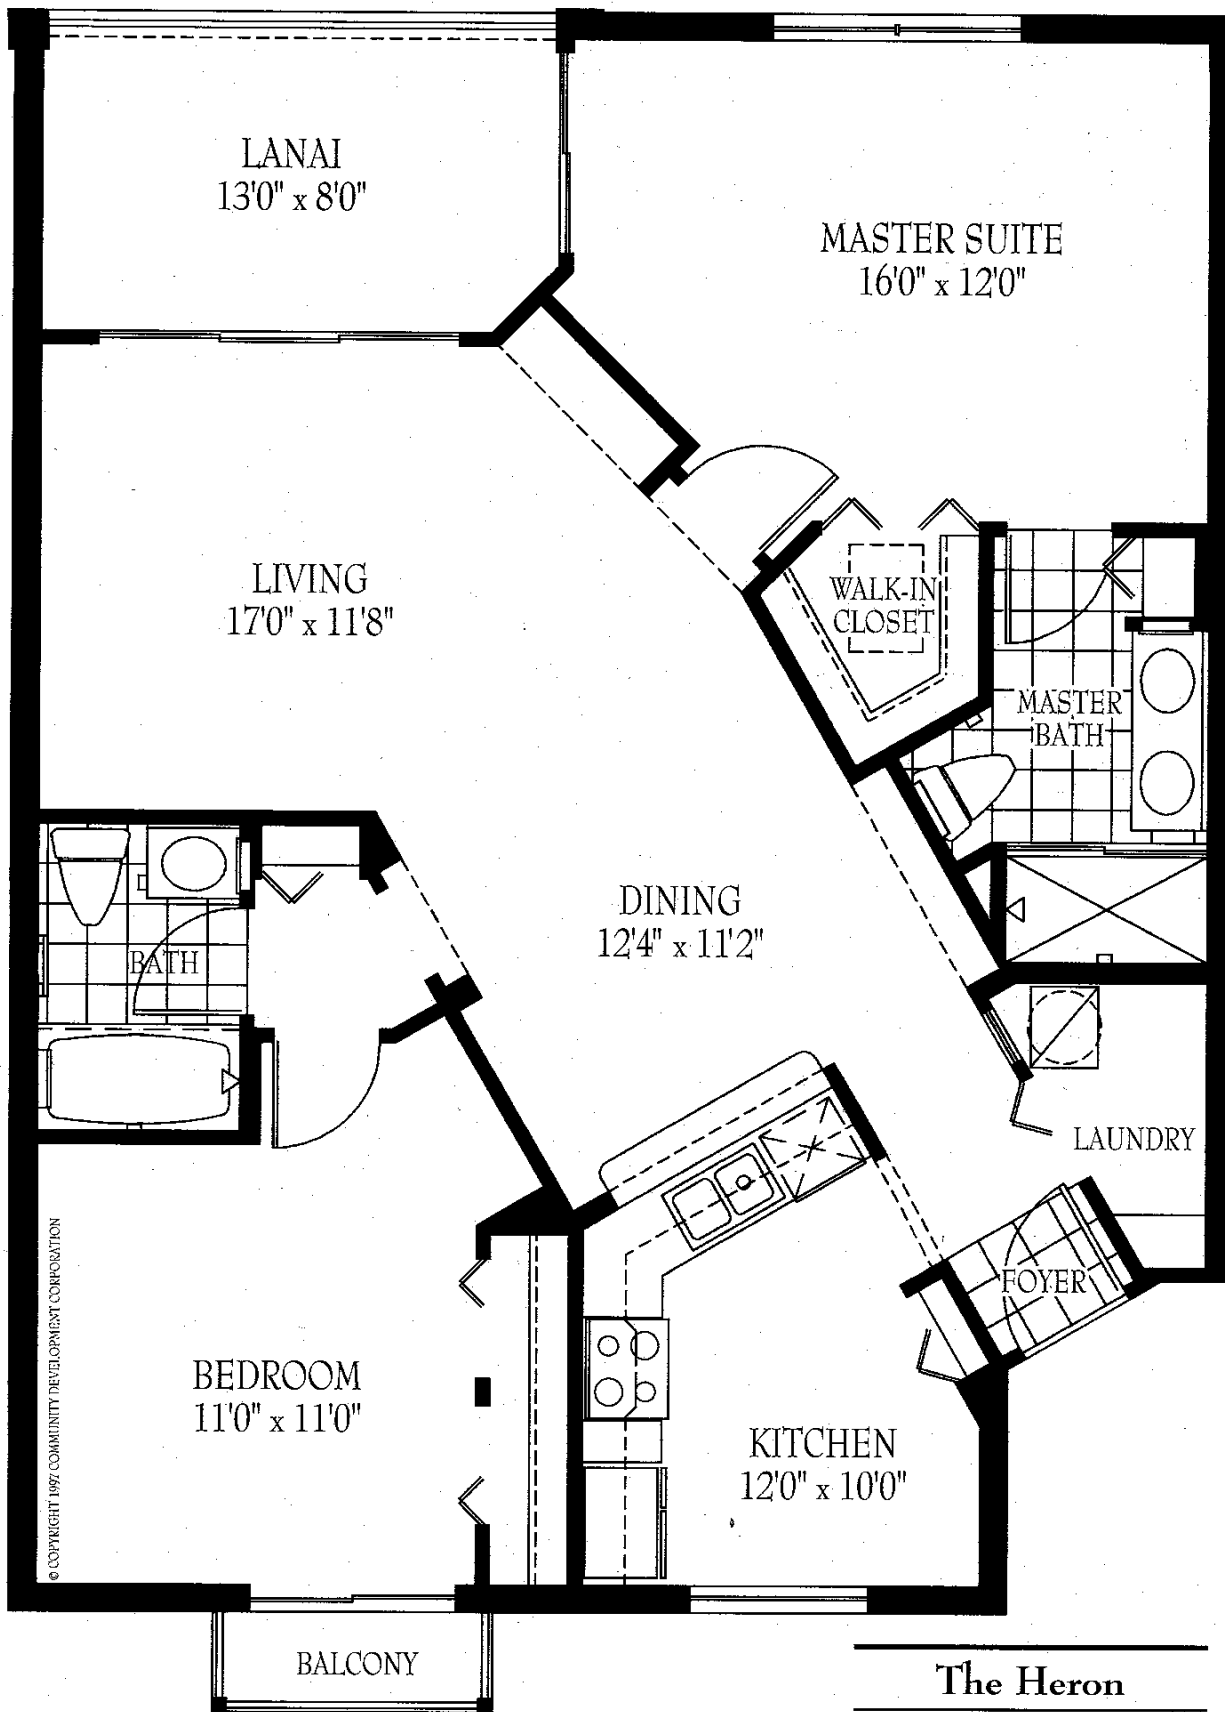 LANAI
13'0" x 8'0"
MASTER SUITE
16'0" x 12'0"
LIVING
17'0" x 11'8"
WALK-IN
CLOSET
MASTER
BATH
DINING
12'4" x 11'2"
BATH
LAUNDRY
FOYER
BEDROOM
11'0" x 11'0"
KITCHEN
12'0" x 10'0"
© COPYRIGHT 1997 COMMUNITY DEVELOPMENT CORPORATION
BALCONY
The Heron